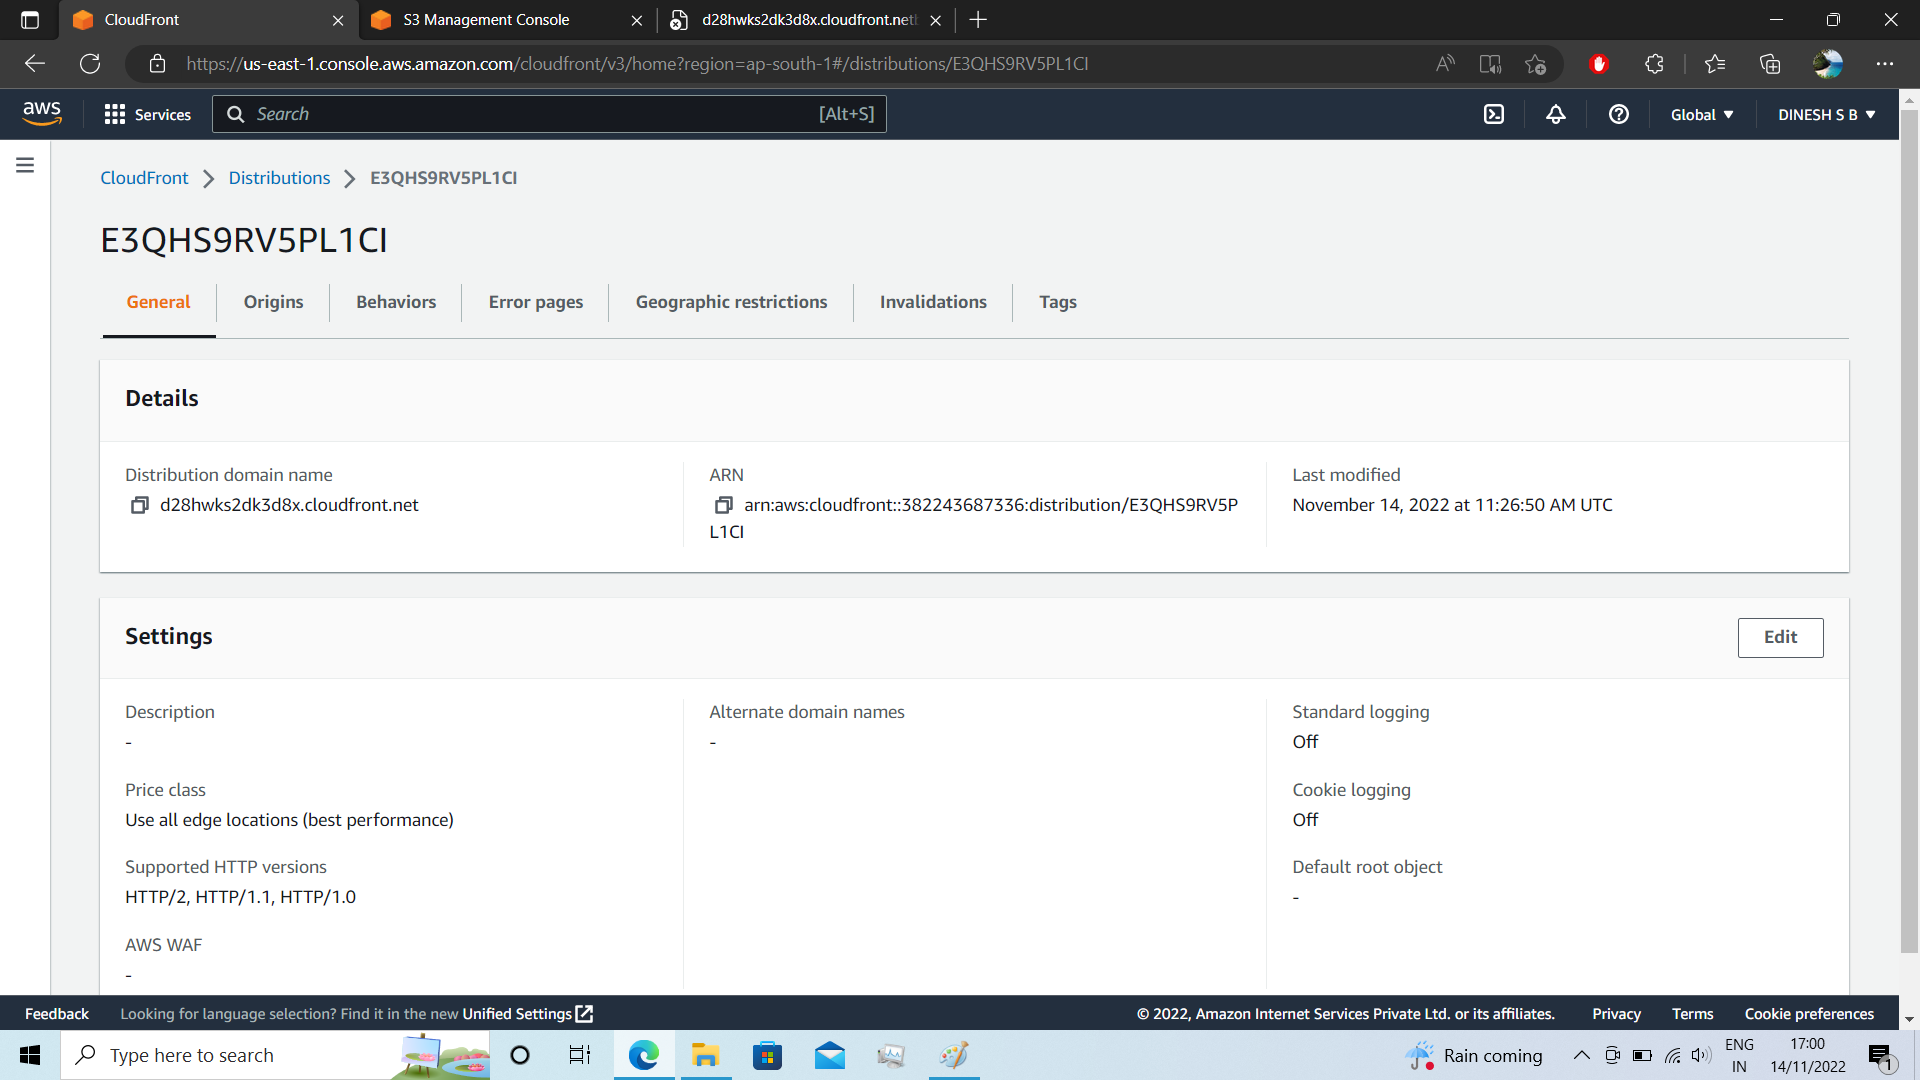 CloudFront
S3 Management Console
d28hwks2dk3d8x.cloudfront.net
https://us-east-1.console.aws.amazon.com/cloudfront/v3/home?region=ap-south-1#/distributions/E3QHS9RV5PL1CI
aws
Services
Search
[Alt+S]
Global
DINESH S B
CloudFront
Distributions
E3QHS9RV5PL1CI
E3QHS9RV5PL1CI
General
Origins
Behaviors
Error pages
Geographic restrictions
Invalidations
Tags
Details
Distribution domain name
d28hwks2dk3d8x.cloudfront.net
ARN
arn:aws:cloudfront::382243687336:distribution/E3QHS9RV5P
L1CI
Last modified
November 14, 2022 at 11:26:50 AM UTC
Settings
Edit
Description
-
Price class
Use all edge locations (best performance)
Supported HTTP versions
HTTP/2, HTTP/1.1, HTTP/1.0
AWS WAF
-
Alternate domain names
-
Standard logging
Off
Cookie logging
Off
Default root object
-
Feedback
Looking for language selection? Find it in the new Unified Settings
© 2022, Amazon Internet Services Private Ltd. or its affiliates.
Privacy
Terms
Cookie preferences
Type here to search
Rain coming
ENG
IN
17:00
14/11/2022
1